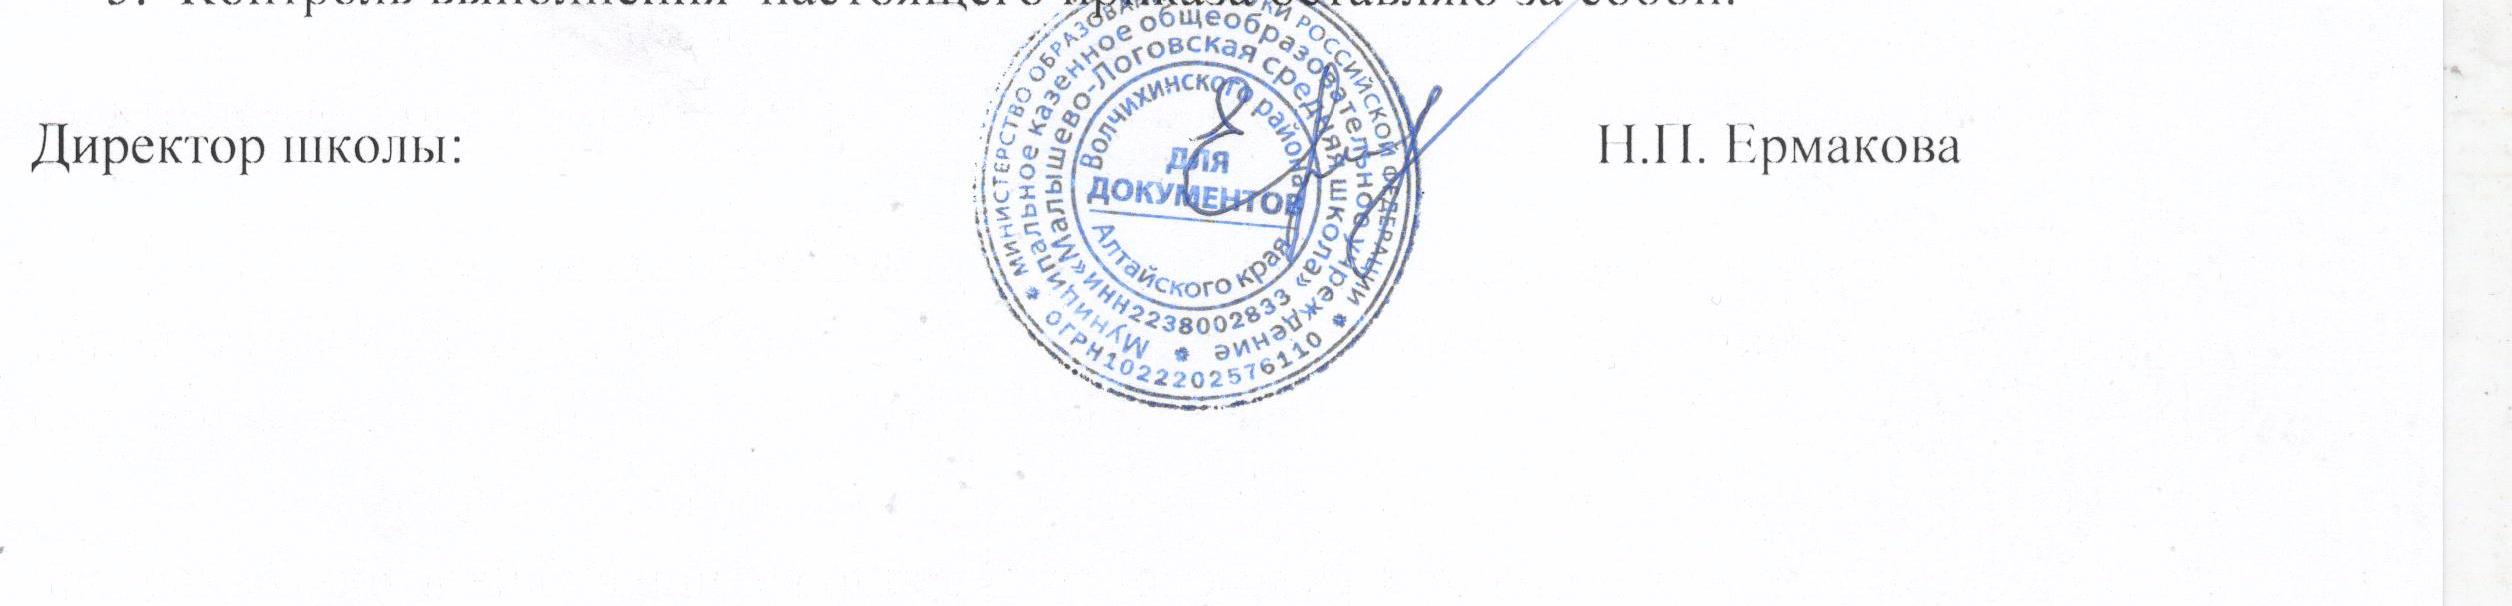 Контроль выполнения настоящего приказа оставляю за собой.
Директор школы:
Н.П. Ермакова
МИНИСТЕРСТВО ОБРАЗОВАНИЯ РОССИЙСКОЙ ФЕДЕРАЦИИ
* ОГРН1022202576110 *
Муниципальное казенное общеобразовательное учреждение *
«Малышево-Логовская средняя школа»
ИНН2238002833
Волчихинского района
Алтайского края
ДЛЯ
ДОКУМЕНТОВ